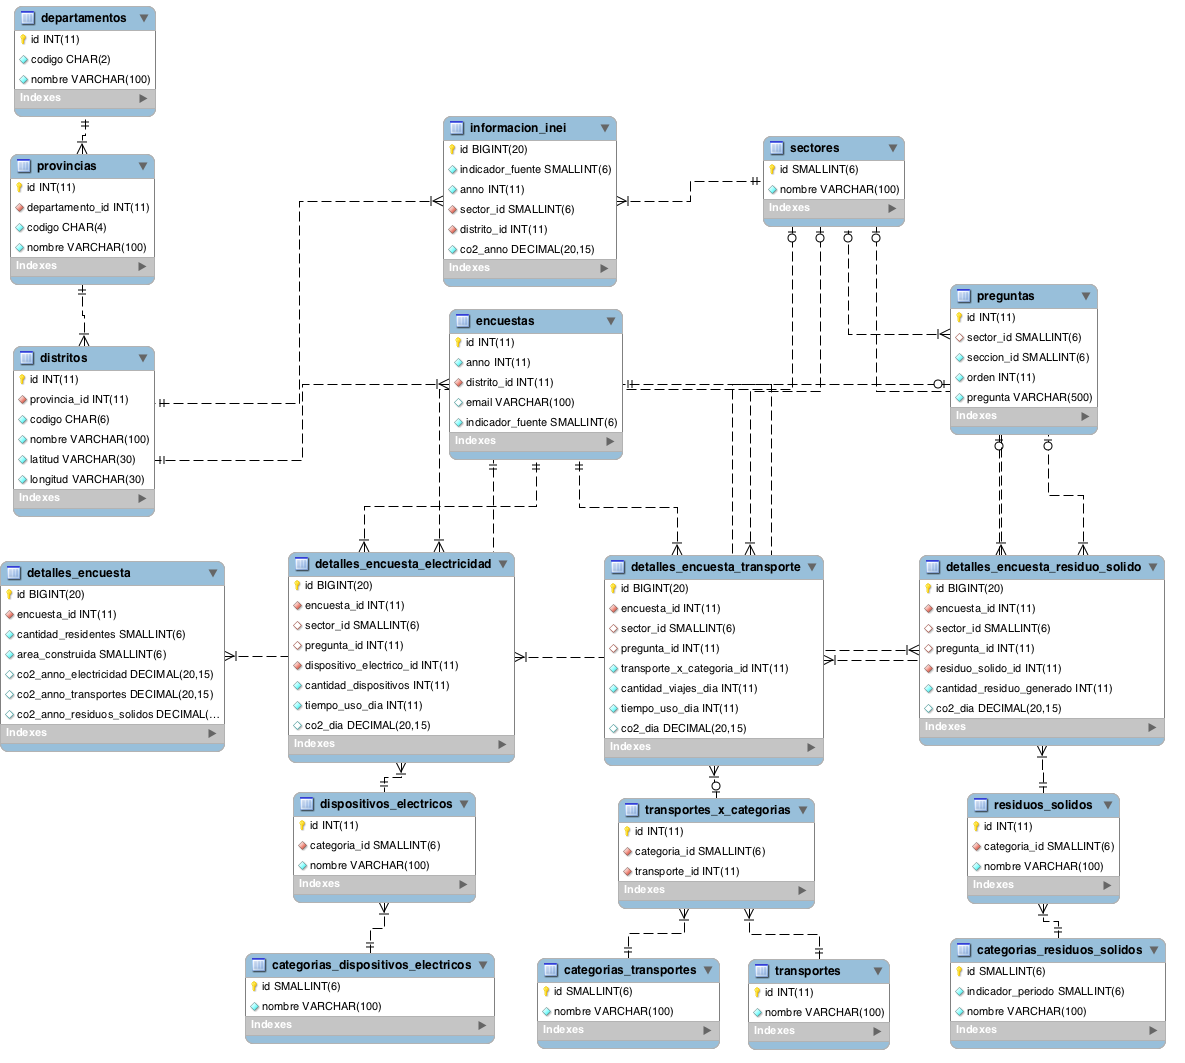 departamentos
id INT(11)
codigo CHAR(2)
nombre VARCHAR(100)
Indexes
provincias
id INT(11)
departamento_id INT(11)
codigo CHAR(4)
nombre VARCHAR(100)
Indexes
distritos
id INT(11)
provincia_id INT(11)
codigo CHAR(6)
nombre VARCHAR(100)
latitud VARCHAR(30)
longitud VARCHAR(30)
Indexes
informacion_inei
id BIGINT(20)
indicador_fuente SMALLINT(6)
anno INT(11)
sector_id SMALLINT(6)
distrito_id INT(11)
co2_anno DECIMAL(20,15)
Indexes
sectores
id SMALLINT(6)
nombre VARCHAR(100)
Indexes
encuestas
id INT(11)
anno INT(11)
distrito_id INT(11)
email VARCHAR(100)
indicador_fuente SMALLINT(6)
Indexes
preguntas
id INT(11)
sector_id SMALLINT(6)
seccion_id SMALLINT(6)
orden INT(11)
pregunta VARCHAR(500)
Indexes
detalles_encuesta
id BIGINT(20)
encuesta_id INT(11)
cantidad_residentes SMALLINT(6)
area_construida SMALLINT(6)
co2_anno_electricidad DECIMAL(20,15)
co2_anno_transportes DECIMAL(20,15)
co2_anno_residuos_solidos DECIMAL(...
Indexes
detalles_encuesta_electricidad
id BIGINT(20)
encuesta_id INT(11)
sector_id SMALLINT(6)
pregunta_id INT(11)
dispositivo_electrico_id INT(11)
cantidad_dispositivos INT(11)
tiempo_uso_dia INT(11)
co2_dia DECIMAL(20,15)
Indexes
detalles_encuesta_transporte
id BIGINT(20)
encuesta_id INT(11)
sector_id SMALLINT(6)
pregunta_id INT(11)
transporte_x_categoria_id INT(11)
cantidad_viajes_dia INT(11)
tiempo_uso_dia INT(11)
co2_dia DECIMAL(20,15)
Indexes
detalles_encuesta_residuo_solido
id BIGINT(20)
encuesta_id INT(11)
sector_id SMALLINT(6)
pregunta_id INT(11)
residuo_solido_id INT(11)
cantidad_residuo_generado INT(11)
co2_dia DECIMAL(20,15)
Indexes
dispositivos_electricos
id INT(11)
categoria_id SMALLINT(6)
nombre VARCHAR(100)
Indexes
transportes_x_categorias
id INT(11)
categoria_id SMALLINT(6)
transporte_id INT(11)
Indexes
residuos_solidos
id INT(11)
categoria_id SMALLINT(6)
nombre VARCHAR(100)
Indexes
categorias_dispositivos_electricos
id SMALLINT(6)
nombre VARCHAR(100)
Indexes
categorias_transportes
id SMALLINT(6)
nombre VARCHAR(100)
Indexes
transportes
id INT(11)
nombre VARCHAR(100)
Indexes
categorias_residuos_solidos
id SMALLINT(6)
indicador_periodo SMALLINT(6)
nombre VARCHAR(100)
Indexes